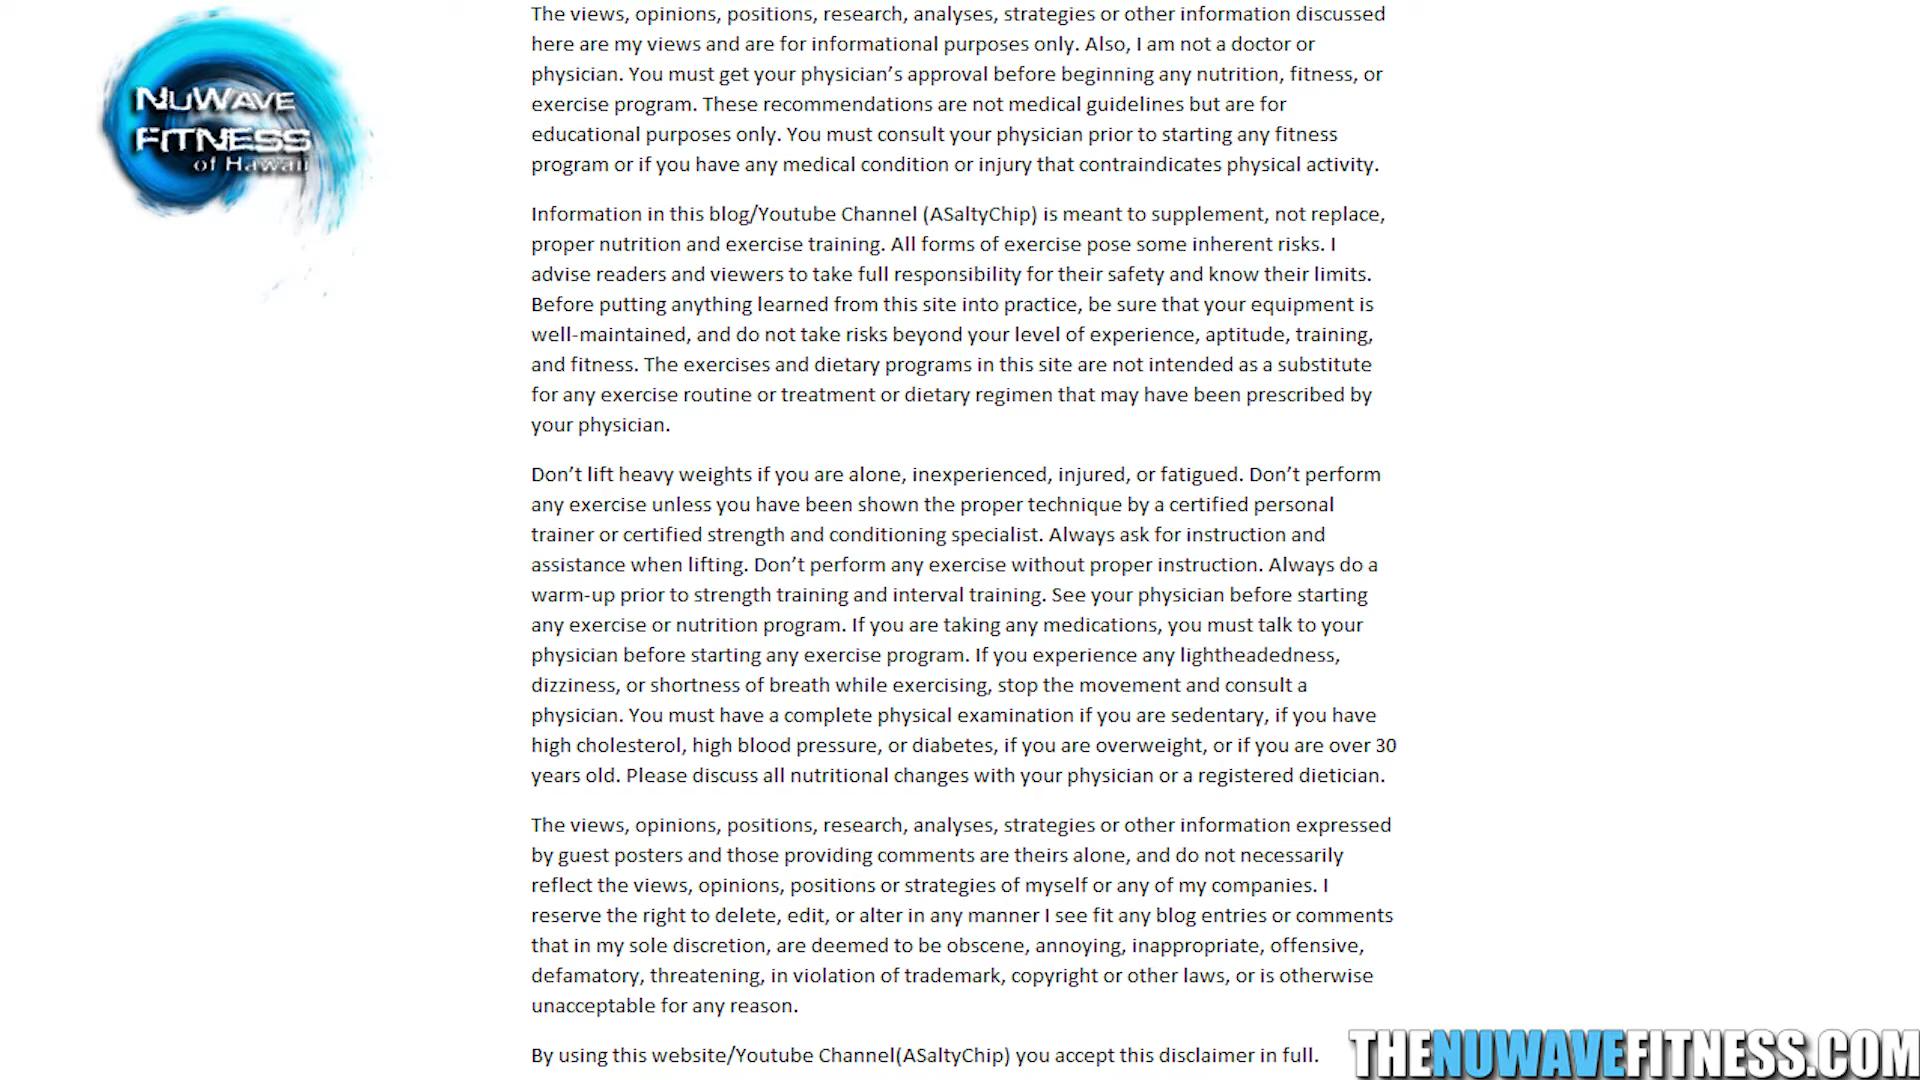 NuWave
Fitness
of Hawaii
The views, opinions, positions, research, analyses, strategies or other information discussed
here are my views and are for informational purposes only. Also, I am not a doctor or
physician. You must get your physician’s approval before beginning any nutrition, fitness, or
exercise program. These recommendations are not medical guidelines but are for
educational purposes only. You must consult your physician prior to starting any fitness
program or if you have any medical condition or injury that contraindicates physical activity.
Information in this blog/Youtube Channel (ASaltyChip) is meant to supplement, not replace,
proper nutrition and exercise training. All forms of exercise pose some inherent risks. I
advise readers and viewers to take full responsibility for their safety and know their limits.
Before putting anything learned from this site into practice, be sure that your equipment is
well-maintained, and do not take risks beyond your level of experience, aptitude, training,
and fitness. The exercises and dietary programs in this site are not intended as a substitute
for any exercise routine or treatment or dietary regimen that may have been prescribed by
your physician.
Don’t lift heavy weights if you are alone, inexperienced, injured, or fatigued. Don’t perform
any exercise unless you have been shown the proper technique by a certified personal
trainer or certified strength and conditioning specialist. Always ask for instruction and
assistance when lifting. Don’t perform any exercise without proper instruction. Always do a
warm-up prior to strength training and interval training. See your physician before starting
any exercise or nutrition program. If you are taking any medications, you must talk to your
physician before starting any exercise program. If you experience any lightheadedness,
dizziness, or shortness of breath while exercising, stop the movement and consult a
physician. You must have a complete physical examination if you are sedentary, if you have
high cholesterol, high blood pressure, or diabetes, if you are overweight, or if you are over 30
years old. Please discuss all nutritional changes with your physician or a registered dietician.
The views, opinions, positions, research, analyses, strategies or other information expressed
by guest posters and those providing comments are theirs alone, and do not necessarily
reflect the views, opinions, positions or strategies of myself or any of my companies. I
reserve the right to delete, edit, or alter in any manner I see fit any blog entries or comments
that in my sole discretion, are deemed to be obscene, annoying, inappropriate, offensive,
defamatory, threatening, in violation of trademark, copyright or other laws, or is otherwise
unacceptable for any reason.
By using this website/Youtube Channel(ASaltyChip) you accept this disclaimer in full.
THENUWAVEFITNESS.COM